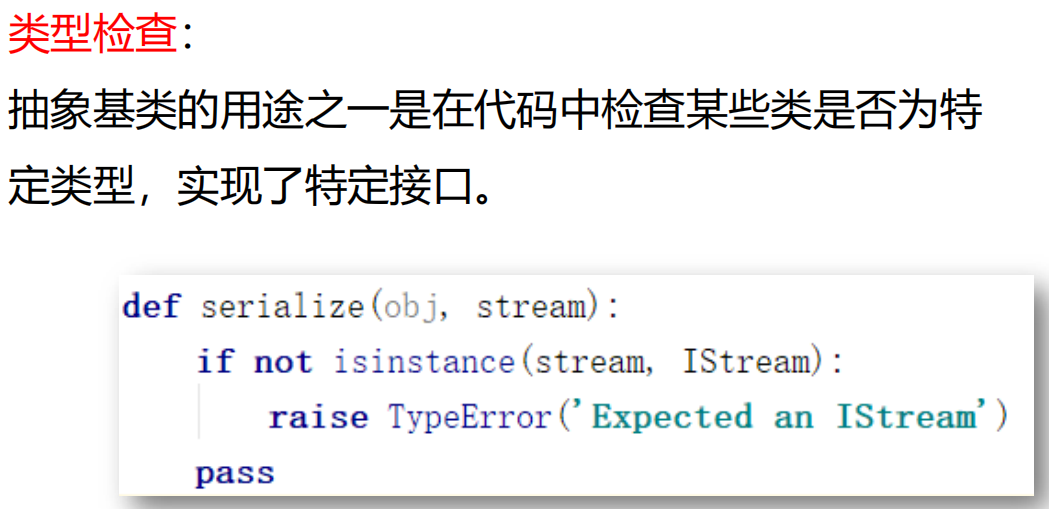 类型检查：
抽象基类的用途之一是在代码中检查某些类是否为特
定类型，实现了特定接口。
def serialize(obj, stream):
    if not isinstance(stream, IStream):
        raise TypeError('Expected an IStream')
    pass